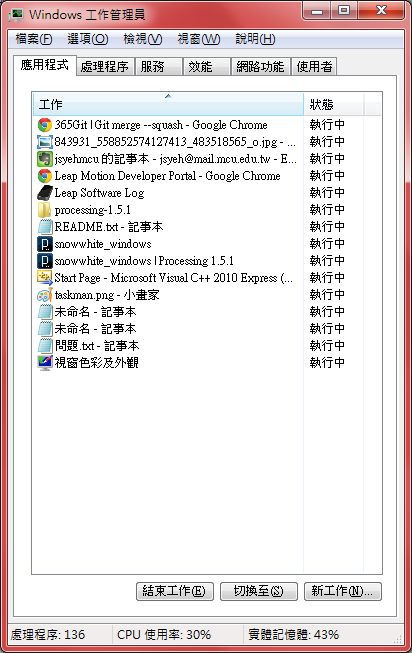 Windows 工作管理員
檔案(F) 選項(O) 檢視(V) 視窗(W) 說明(H)
應用程式 處理程序 服務 效能 網路功能 使用者
工作 狀態
365Git | Git merge --squash - Google Chrome 執行中
843931_558852574127413_483518565_o.jpg - ... 執行中
jsyehmcu 的記事本 - jsyeh@mail.mcu.edu.tw - E... 執行中
Leap Motion Developer Portal - Google Chrome 執行中
Leap Software Log 執行中
processing-1.5.1 執行中
README.txt - 記事本 執行中
snowwhite_windows 執行中
snowwhite_windows | Processing 1.5.1 執行中
Start Page - Microsoft Visual C++ 2010 Express (... 執行中
taskman.png - 小畫家 執行中
未命名 - 記事本 執行中
未命名 - 記事本 執行中
問題.txt - 記事本 執行中
視窗色彩及外觀 執行中
結束工作(E) 切換至(S) 新工作(N)...
處理程序: 136 CPU 使用率: 30% 實體記憶體: 43%